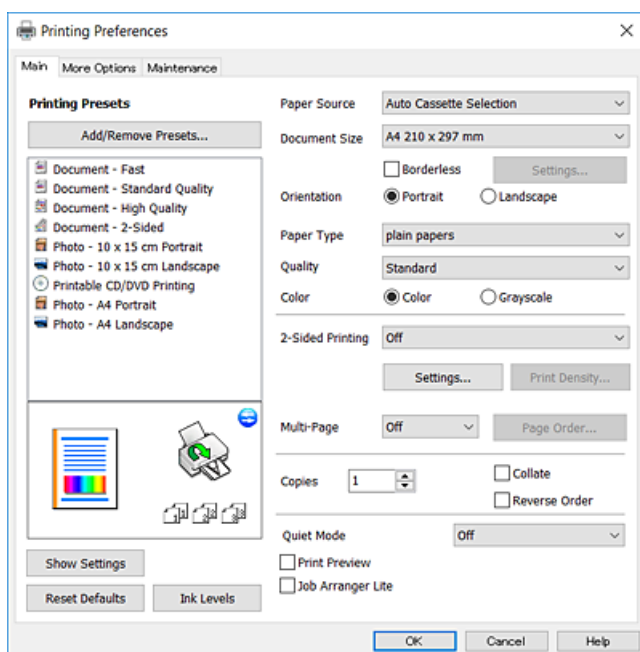 Printing Preferences
Main More Options Maintenance
Printing Presets
Add/Remove Presets...
Document - Fast
Document - Standard Quality
Document - High Quality
Document - 2-Sided
Photo - 10 x 15 cm Portrait
Photo - 10 x 15 cm Landscape
Printable CD/DVD Printing
Photo - A4 Portrait
Photo - A4 Landscape
Show Settings
Reset Defaults Ink Levels
Paper Source Auto Cassette Selection
Document Size A4 210 x 297 mm
Borderless Settings...
Orientation Portrait Landscape
Paper Type plain papers
Quality Standard
Color Color Grayscale
2-Sided Printing Off
Settings... Print Density...
Multi-Page Off Page Order...
Copies 1 Collate
Reverse Order
Quiet Mode Off
Print Preview
Job Arranger Lite
OK Cancel Help